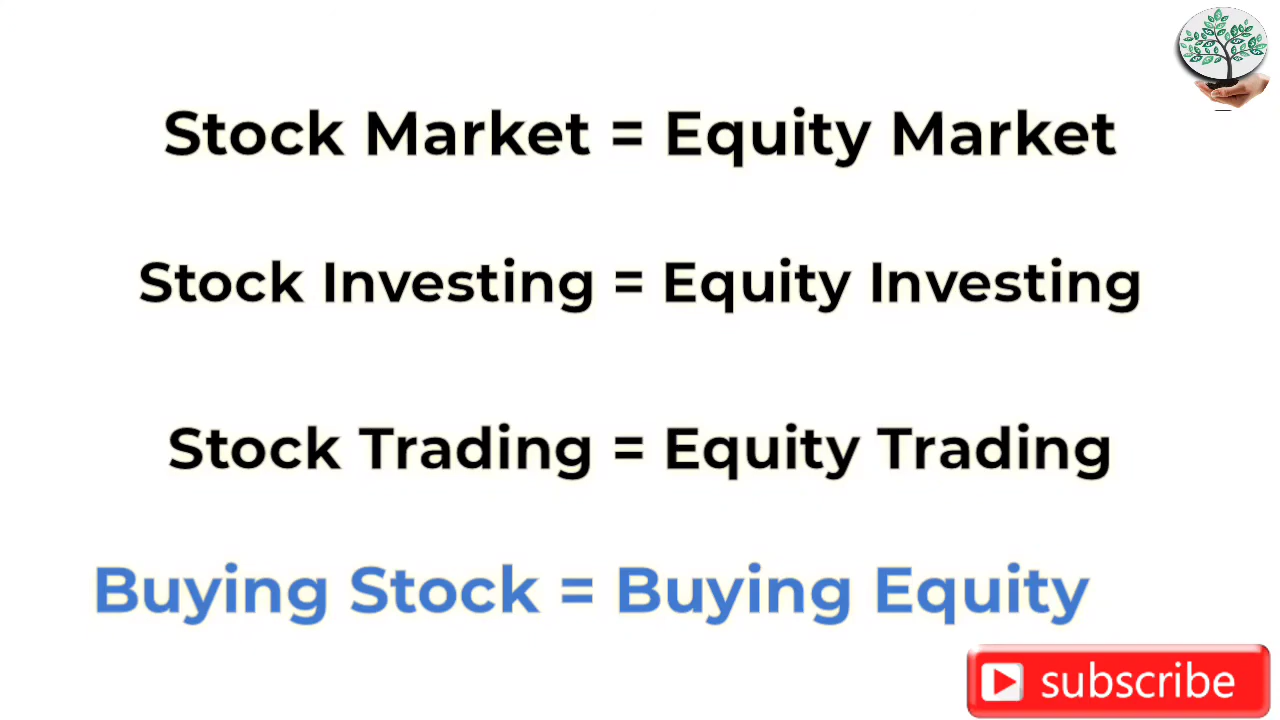 Stock Market = Equity Market
Stock Investing = Equity Investing
Stock Trading = Equity Trading
Buying Stock = Buying Equity
subscribe